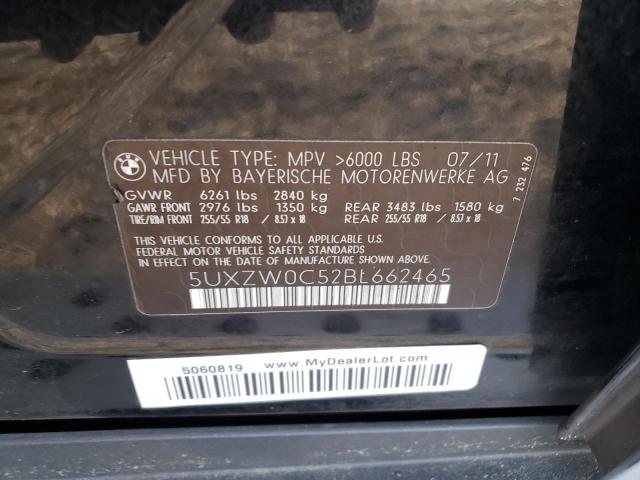 BMW
VEHICLE TYPE: MPV >6000 LBS 07/11
MFD BY BAYERISCHE MOTORENWERKE AG
GVWR 6261 lbs 2840 kg
GAWR FRONT 2976 lbs 1350 kg REAR 3483 lbs 1580 kg
TIRE/RIM FRONT 255/55 R18 // 8.5J x 18 REAR 255/55 R18 // 8.5J x 18
THIS VEHICLE CONFORMS TO ALL APPLICABLE
FEDERAL MOTOR VEHICLE SAFETY STANDARDS
IN EFFECT ON THE DATE OF MANUFACTURE SHOWN ABOVE.
5UXZW0C52BL662465
7 232 476
5060819 www.MyDealerLot.com